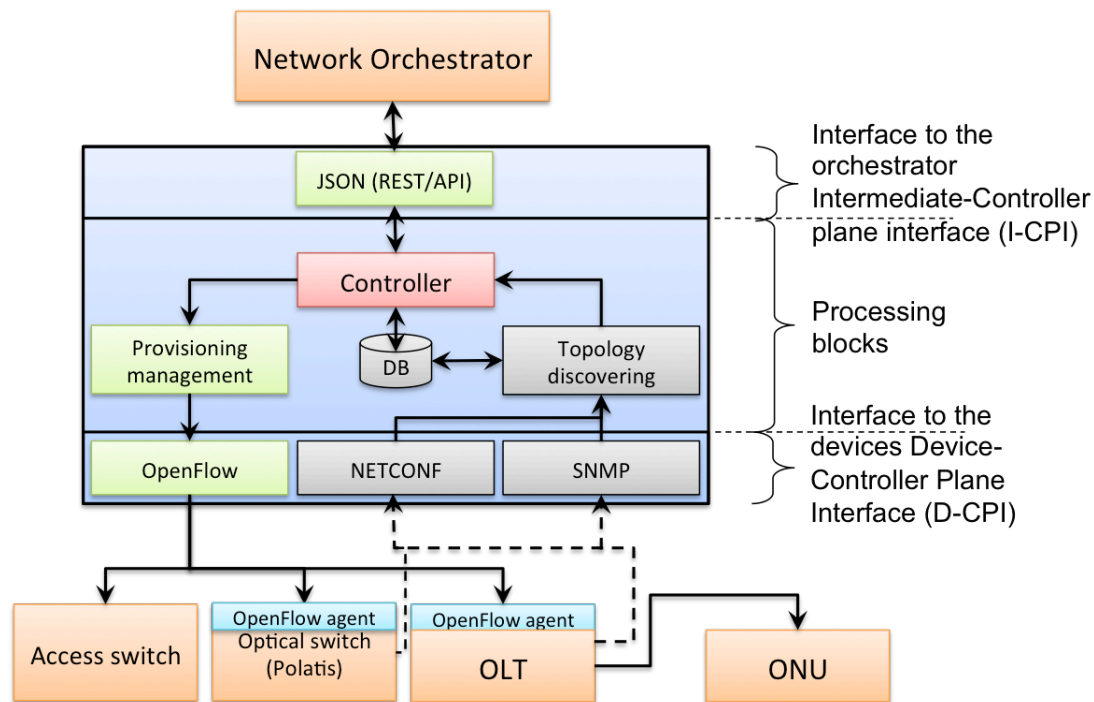 Network Orchestrator
JSON (REST/API)
Interface to the
orchestrator
Intermediate-Controller
plane interface (I-CPI)
Controller
Provisioning
management
DB
Topology
discovering
Processing
blocks
OpenFlow
NETCONF
SNMP
Interface to the
devices Device-
Controller Plane
Interface (D-CPI)
Access switch
OpenFlow agent
Optical switch
(Polatis)
OpenFlow agent
OLT
ONU